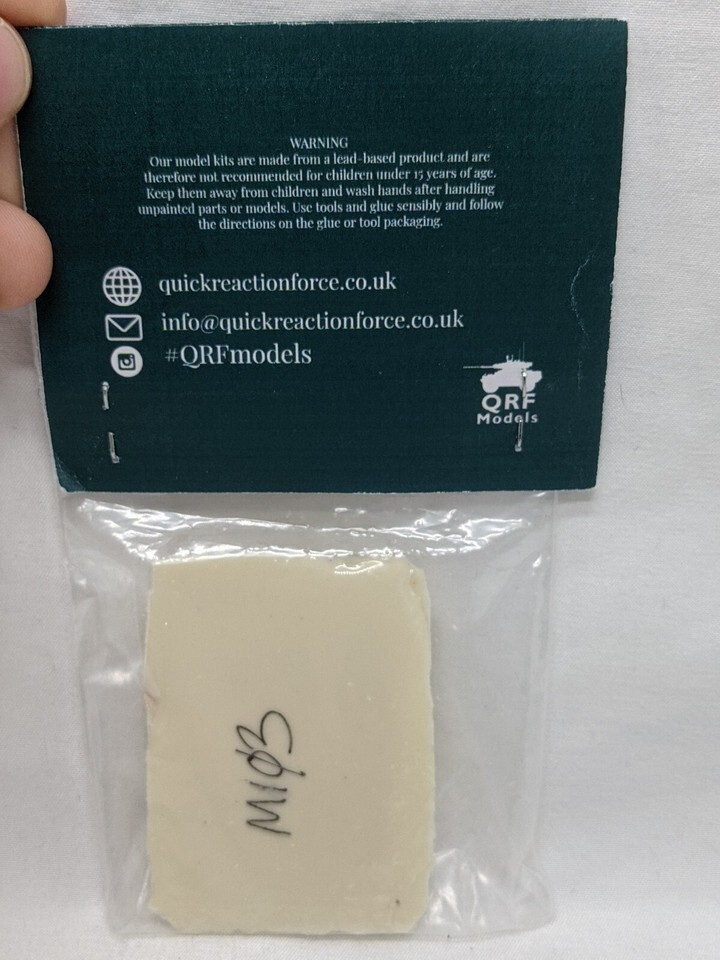 WARNING
Our model kits are made from a lead-based product and are
therefore not recommended for children under 15 years of age.
Keep them away from children and wash hands after handling
unpainted parts or models. Use tools and glue sensibly and follow
the directions on the glue or tool packaging.
quickreactionforce.co.uk
info@quickreactionforce.co.uk
#QRFmodels
QRF
Models
M103